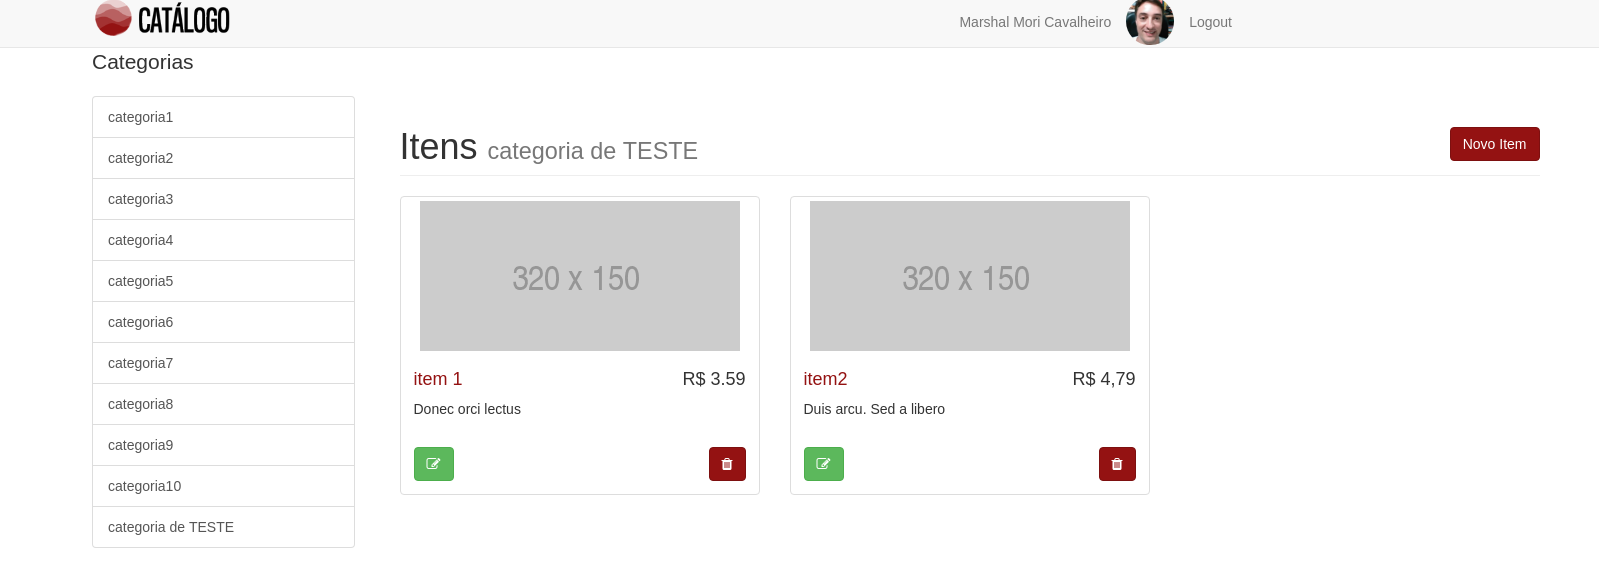 CATÁLOGO
Marshal Mori Cavalheiro
Logout
Categorias
categoria1
categoria2
categoria3
categoria4
categoria5
categoria6
categoria7
categoria8
categoria9
categoria10
categoria de TESTE
Itens categoria de TESTE
Novo Item
320 x 150
item 1
R$ 3.59
Donec orci lectus
320 x 150
item2
R$ 4,79
Duis arcu. Sed a libero